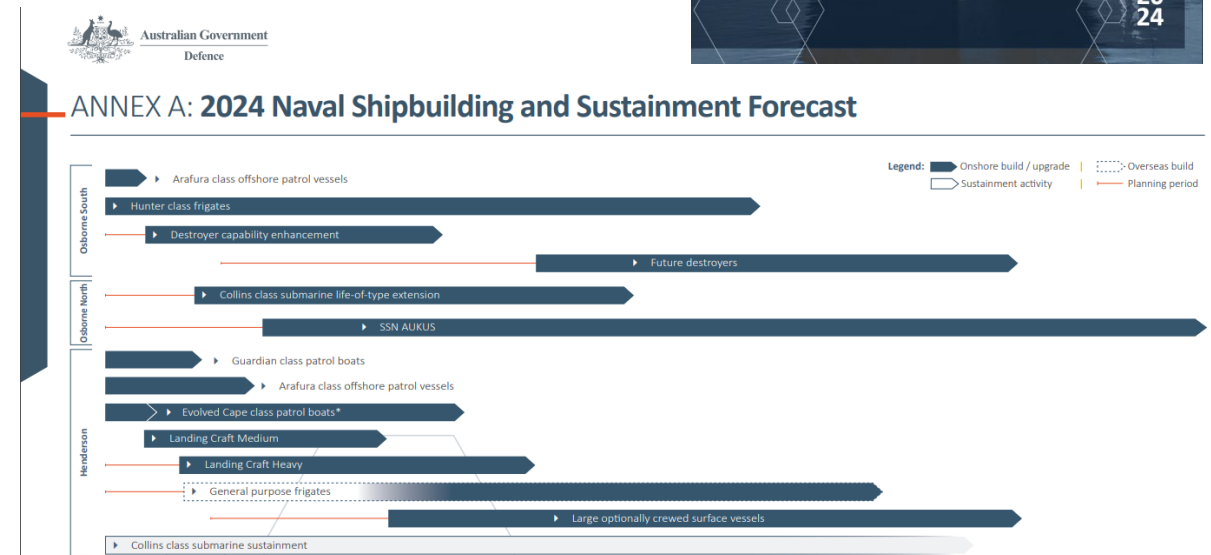 Australian Government
Defence
20
24
ANNEX A: 2024 Naval Shipbuilding and Sustainment Forecast
Legend: Onshore build / upgrade | Overseas build
Sustainment activity | Planning period
Osborne South
Arafura class offshore patrol vessels
Hunter class frigates
Destroyer capability enhancement
Future destroyers
Osborne North
Collins class submarine life-of-type extension
SSN AUKUS
Henderson
Guardian class patrol boats
Arafura class offshore patrol vessels
Evolved Cape class patrol boats*
Landing Craft Medium
Landing Craft Heavy
General purpose frigates
Large optionally crewed surface vessels
Collins class submarine sustainment